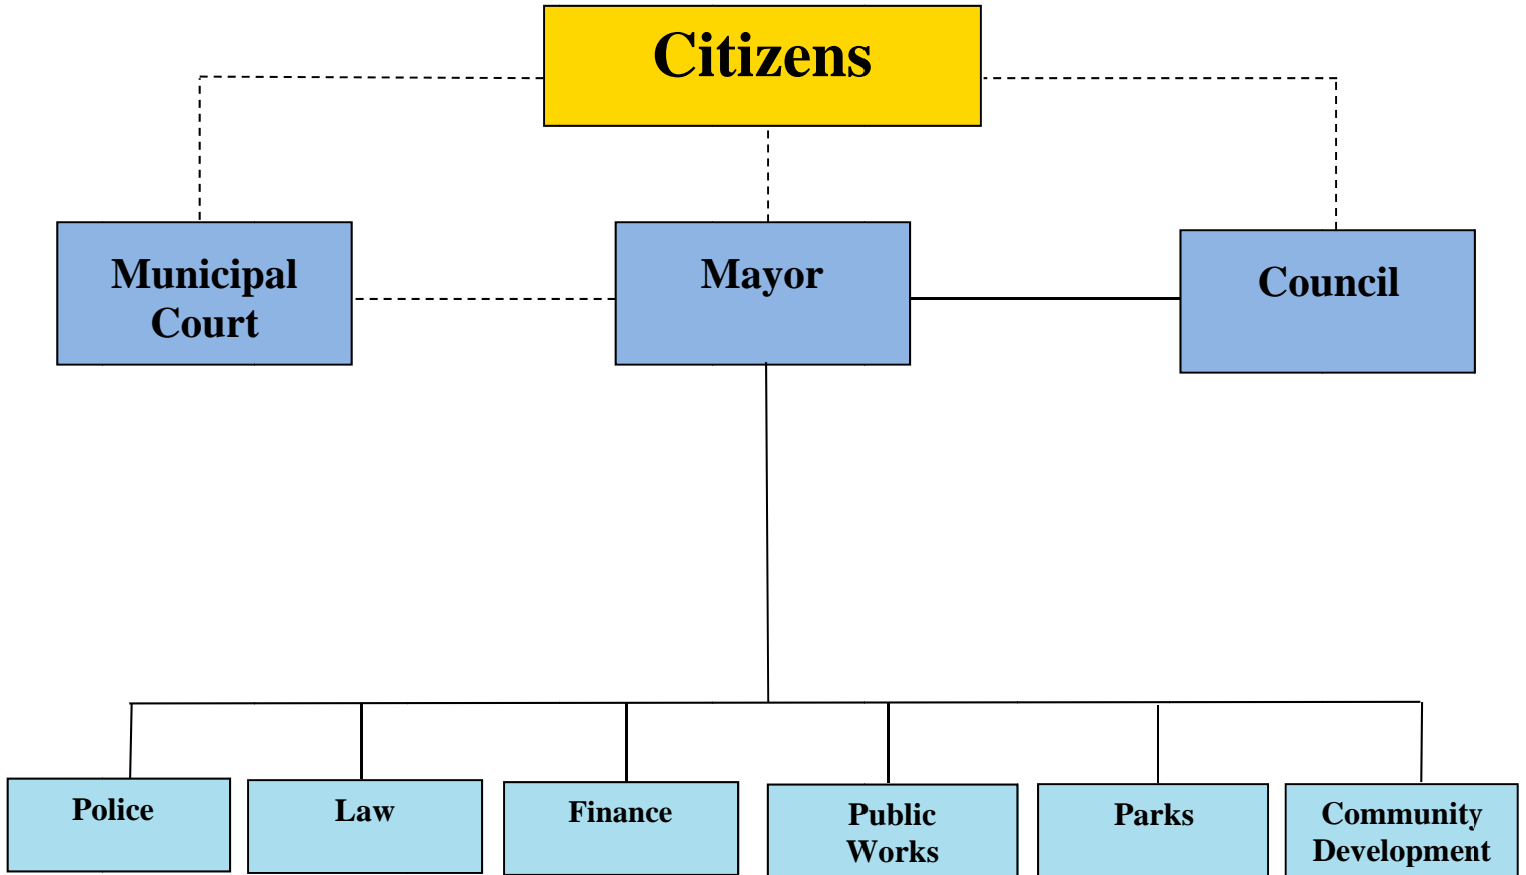 Citizens
Municipal
Court
Mayor
Council
Police
Law
Finance
Public
Works
Parks
Community
Development